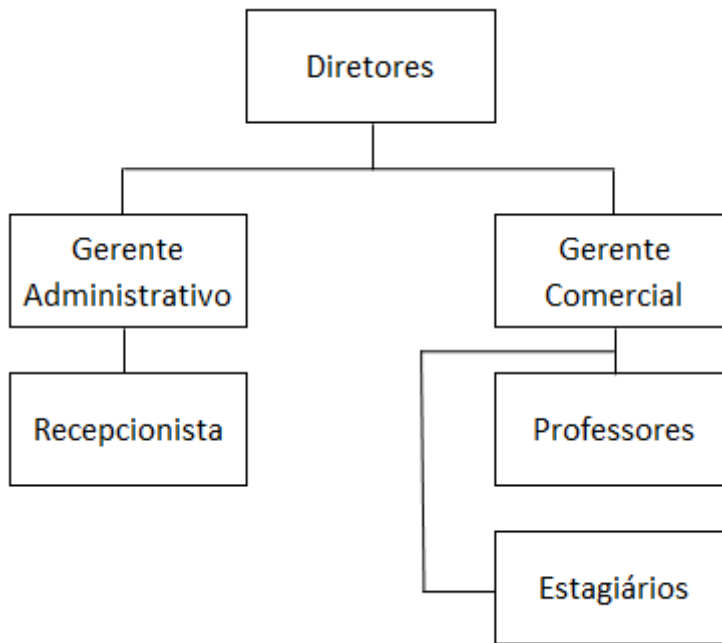 Diretores
Gerente
Administrativo
Gerente
Comercial
Recepcionista
Professores
Estagiários